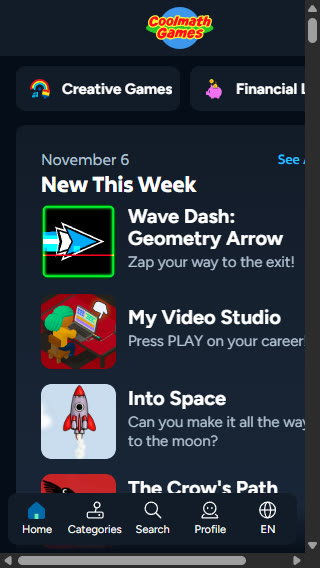 Coolmath
Games
Creative Games
Financial L
November 6
See
New This Week
Wave Dash:
Geometry Arrow
Zap your way to the exit!
My Video Studio
Press PLAY on your career
Into Space
Can you make it all the way
to the moon?
The Crow's Path
Home
Categories
Search
Profile
EN